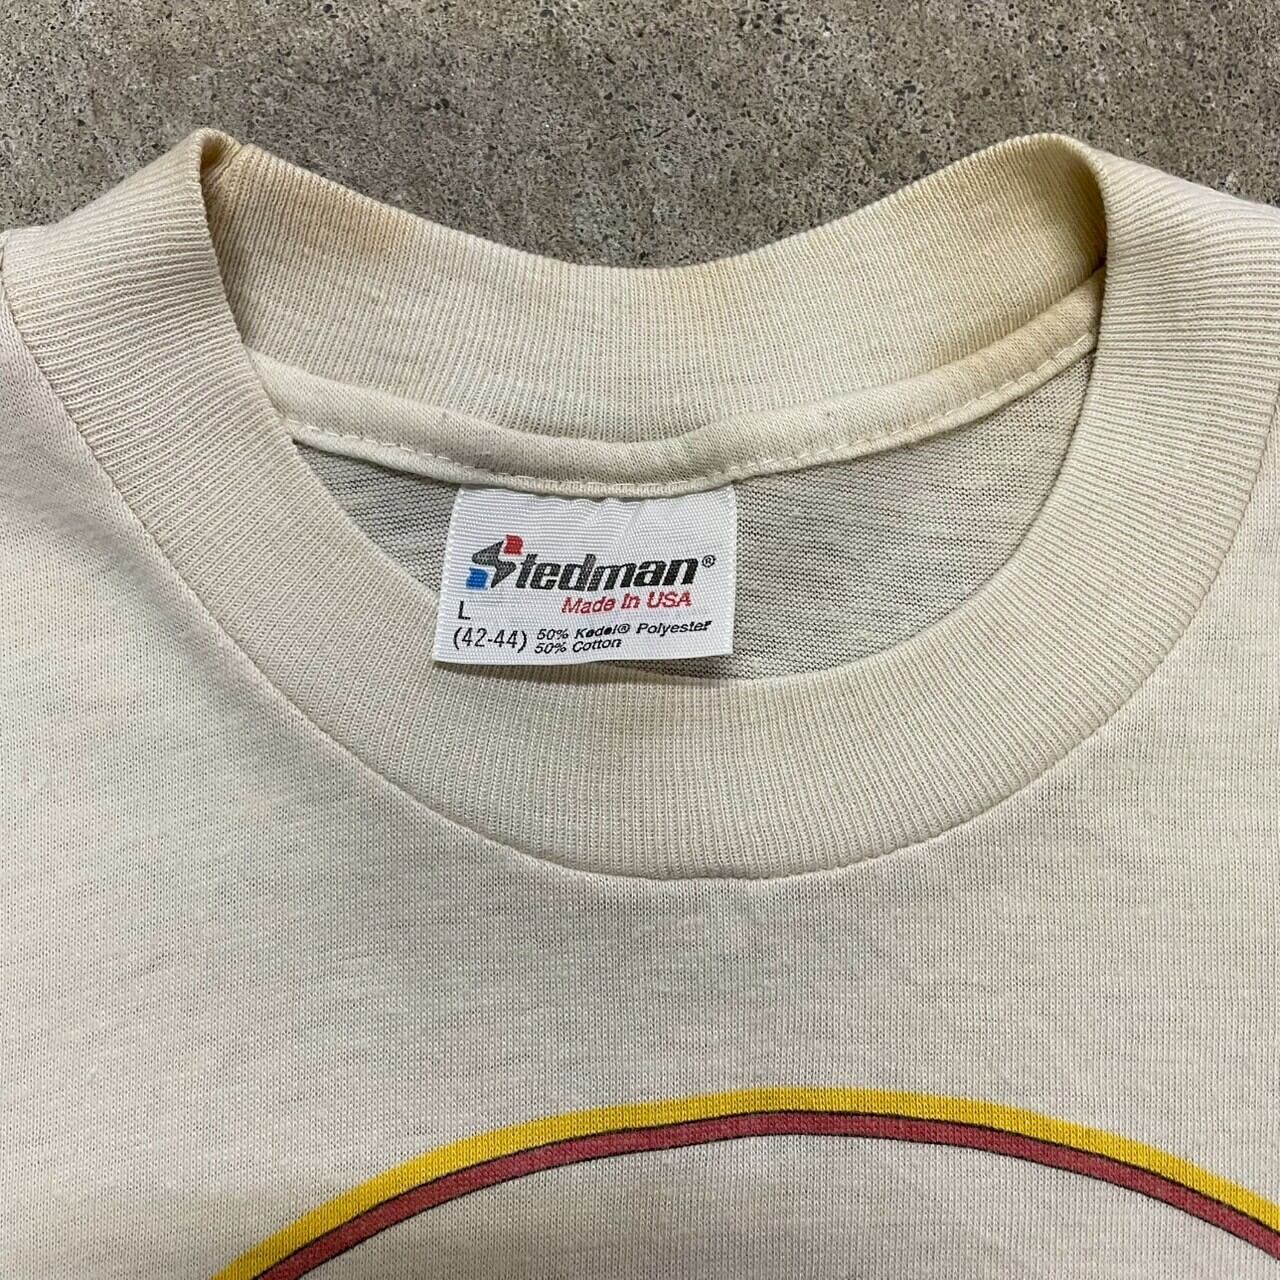 Stedman®
Made In USA
L
(42-44) 50% Kodel® Polyester
50% Cotton